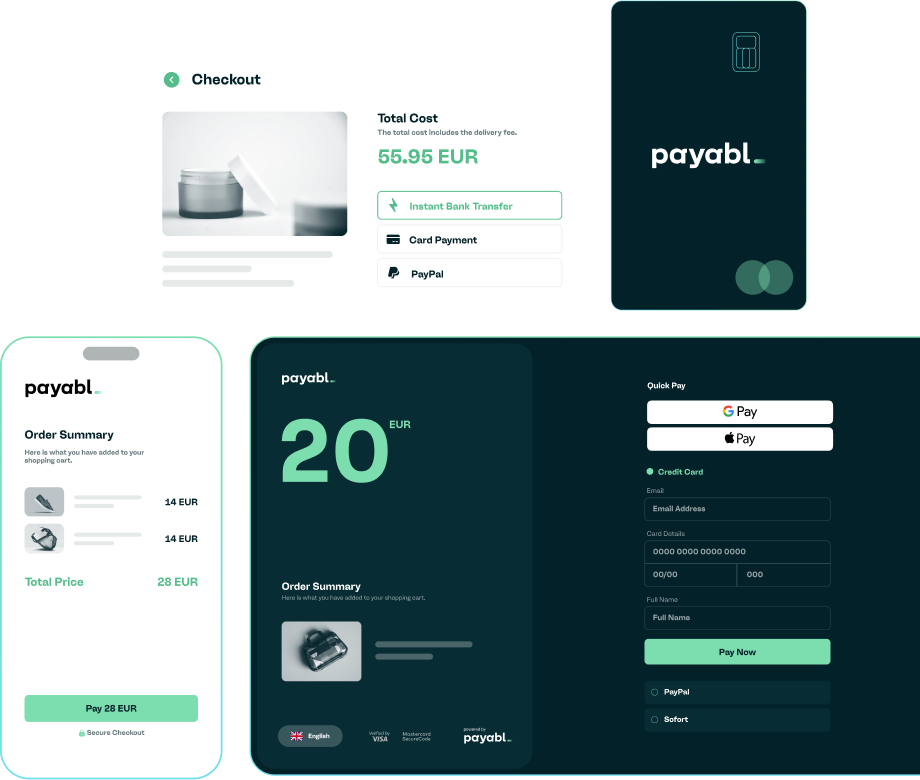 Checkout
Total Cost
The total cost includes the delivery fee.
55.95 EUR
Instant Bank Transfer
Card Payment
PayPal
payabl.
payabl.
Order Summary
Here is what you have added to your
shopping cart.
14 EUR
14 EUR
Total Price 28 EUR
Pay 28 EUR
Secure Checkout
payabl.
20 EUR
Order Summary
Here is what you have added to your shopping cart.
English
Verified by
VISA
Mastercard
SecureCode
powered by
payabl.
Quick Pay
G Pay
Pay
Credit Card
Email
Email Address
Card Details
0000 0000 0000 0000
00/00 000
Full Name
Full Name
Pay Now
PayPal
Sofort